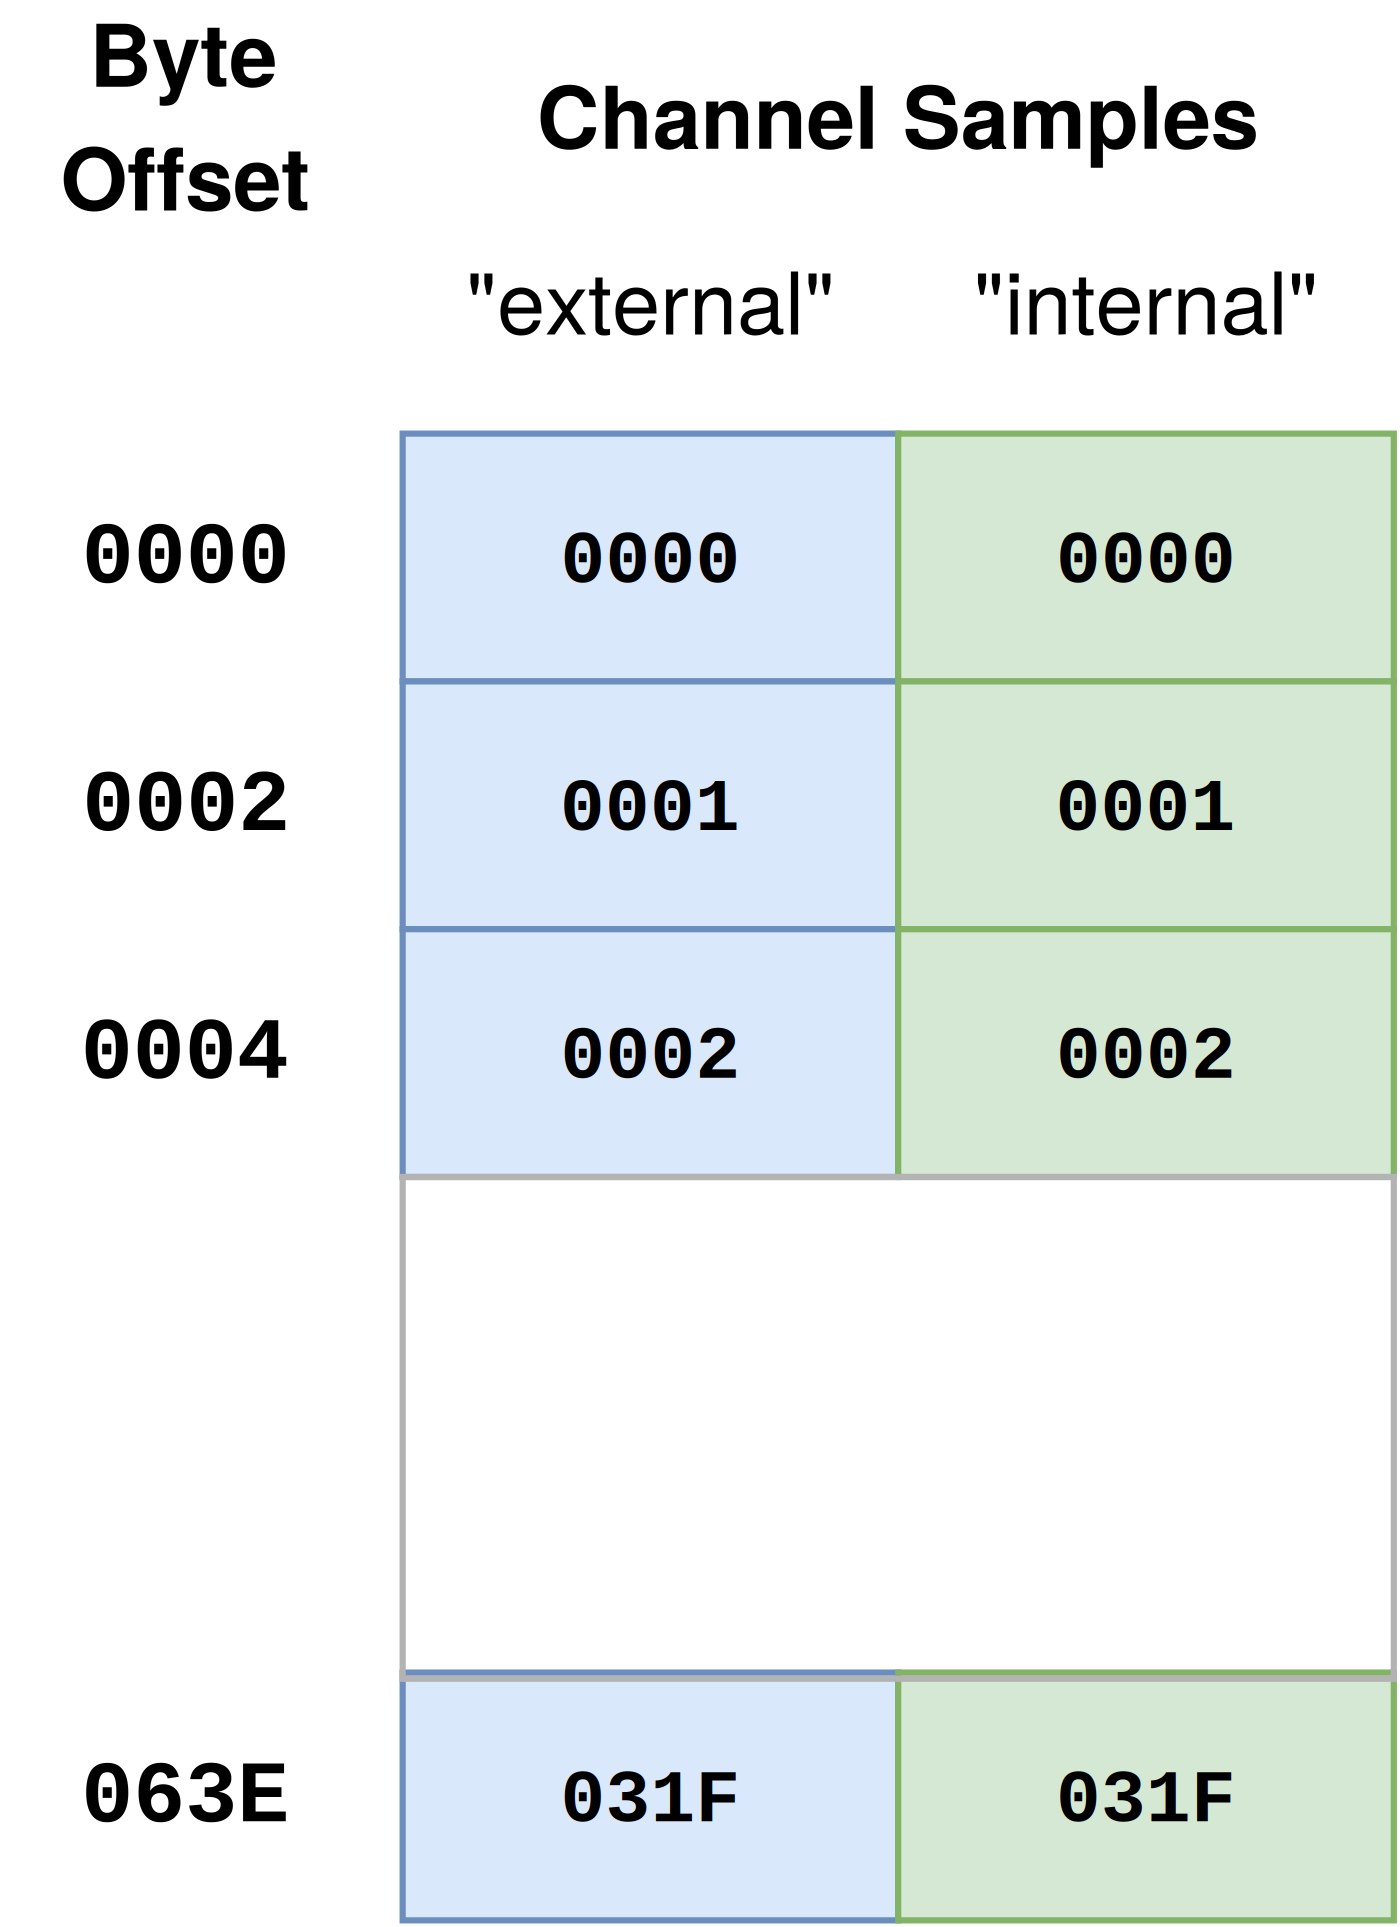 Byte
Offset
Channel Samples
"external" "internal"
0000 0000 0000
0002 0001 0001
0004 0002 0002
063E 031F 031F